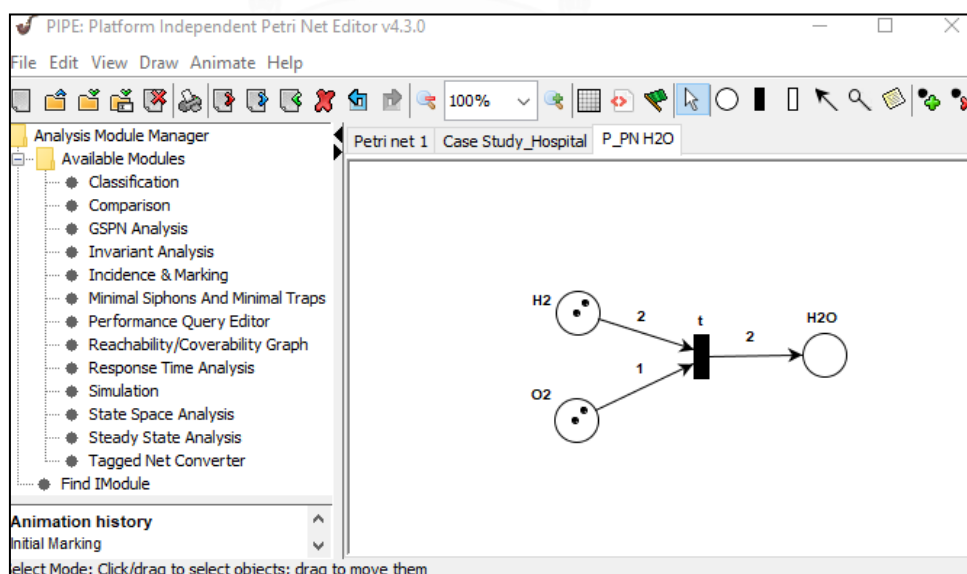 PIPE: Platform Independent Petri Net Editor v4.3.0
File Edit View Draw Animate Help
100%
Analysis Module Manager
Available Modules
Classification
Comparison
GSPN Analysis
Invariant Analysis
Incidence & Marking
Minimal Siphons And Minimal Traps
Performance Query Editor
Reachability/Coverability Graph
Response Time Analysis
Simulation
State Space Analysis
Steady State Analysis
Tagged Net Converter
Find IModule
Animation history
Initial Marking
Petri net 1 Case Study_Hospital P_PN H2O
H2
2
t
H2O
2
1
O2
elect Mode: Click/drag to select objects; drag to move them